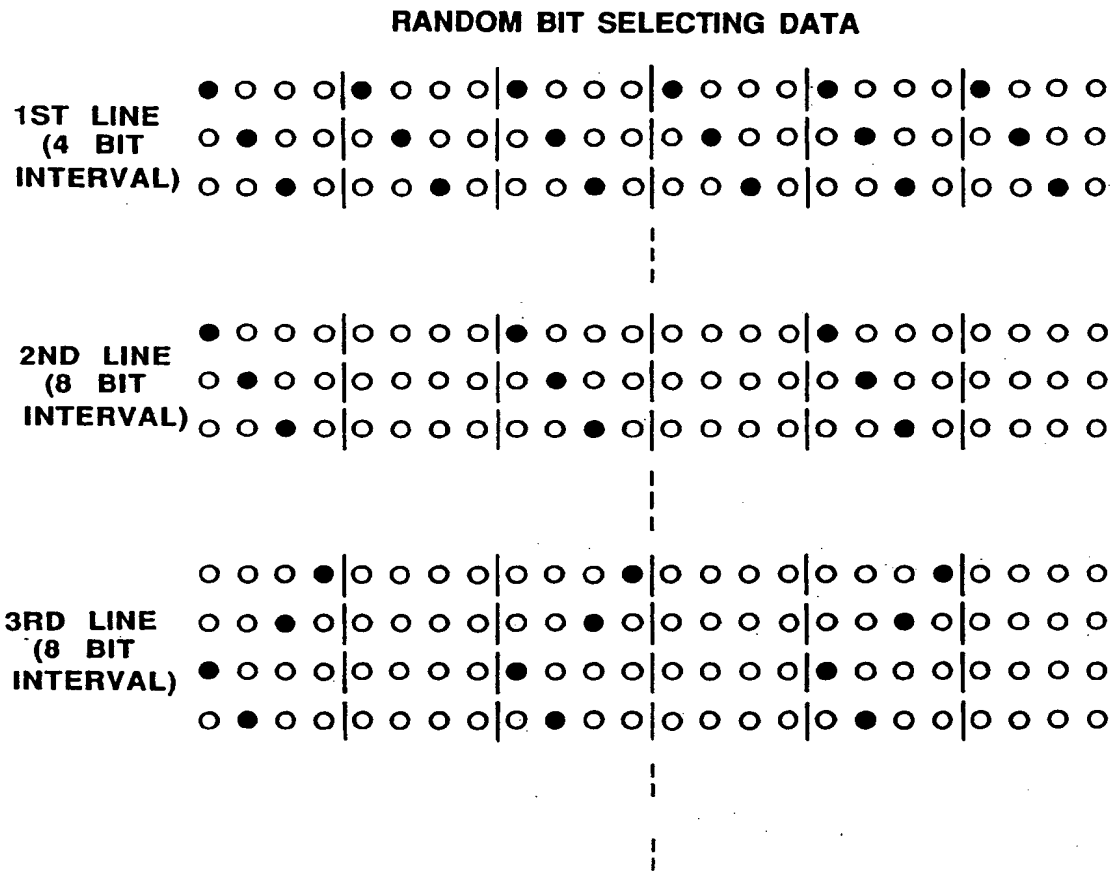 RANDOM BIT SELECTING DATA
1ST LINE
(4 BIT
INTERVAL)
2ND LINE
(8 BIT
INTERVAL)
3RD LINE
(8 BIT
INTERVAL)